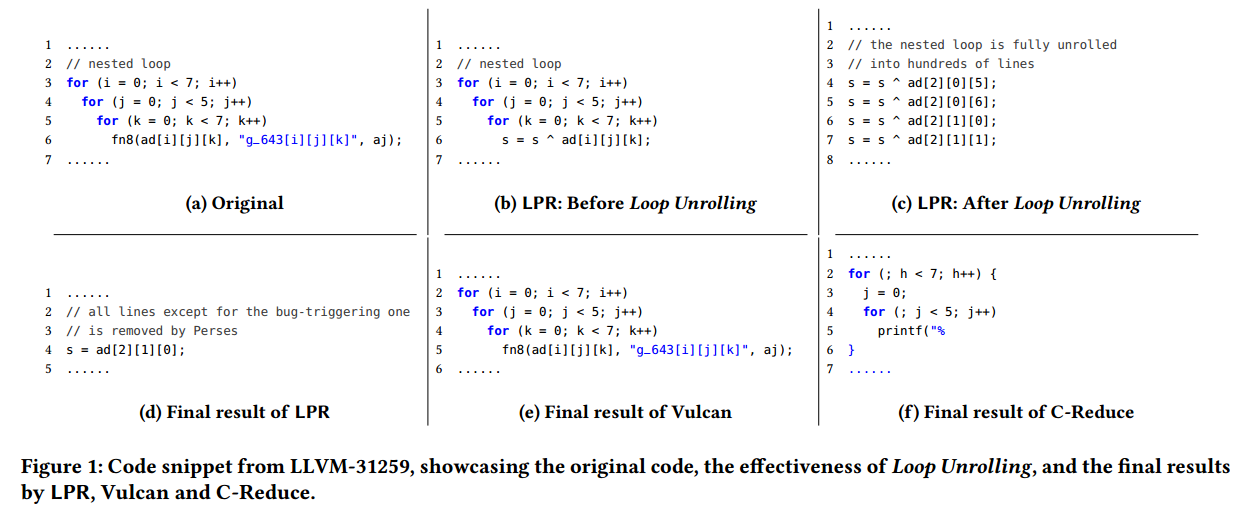 1 ......
2 // nested loop
3 for (i = 0; i < 7; i++)
4 for (j = 0; j < 5; j++)
5 for (k = 0; k < 7; k++)
6 fn8(ad[i][j][k], "g_643[i][j][k]", aj);
7 ......
(a) Original
1 ......
2 // nested loop
3 for (i = 0; i < 7; i++)
4 for (j = 0; j < 5; j++)
5 for (k = 0; k < 7; k++)
6 s = s ^ ad[i][j][k];
7 ......
(b) LPR: Before Loop Unrolling
1 ......
2 // the nested loop is fully unrolled
3 // into hundreds of lines
4 s = s ^ ad[2][0][5];
5 s = s ^ ad[2][0][6];
6 s = s ^ ad[2][1][0];
7 s = s ^ ad[2][1][1];
8 ......
(c) LPR: After Loop Unrolling
1 ......
2 // all lines except for the bug-triggering one
3 // is removed by Perses
4 s = ad[2][1][0];
5 ......
(d) Final result of LPR
1 ......
2 for (i = 0; i < 7; i++)
3 for (j = 0; j < 5; j++)
4 for (k = 0; k < 7; k++)
5 fn8(ad[i][j][k], "g_643[i][j][k]", aj);
6 ......
(e) Final result of Vulcan
1 ......
2 for (; h < 7; h++) {
3 j = 0;
4 for (; j < 5; j++)
5 printf("%
6 }
7 ......
(f) Final result of C-Reduce
Figure 1: Code snippet from LLVM-31259, showcasing the original code, the effectiveness of Loop Unrolling, and the final results
by LPR, Vulcan and C-Reduce.